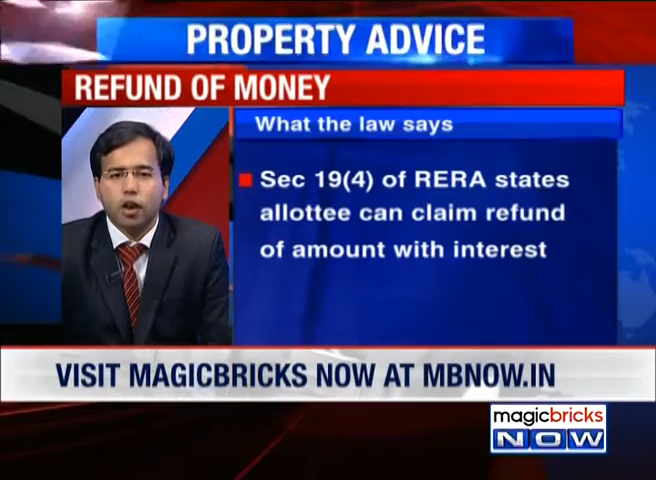 PROPERTY ADVICE
REFUND OF MONEY
What the law says
Sec 19(4) of RERA states
allottee can claim refund
of amount with interest
VISIT MAGICBRICKS NOW AT MBNOW.IN
magicbricks
NOW